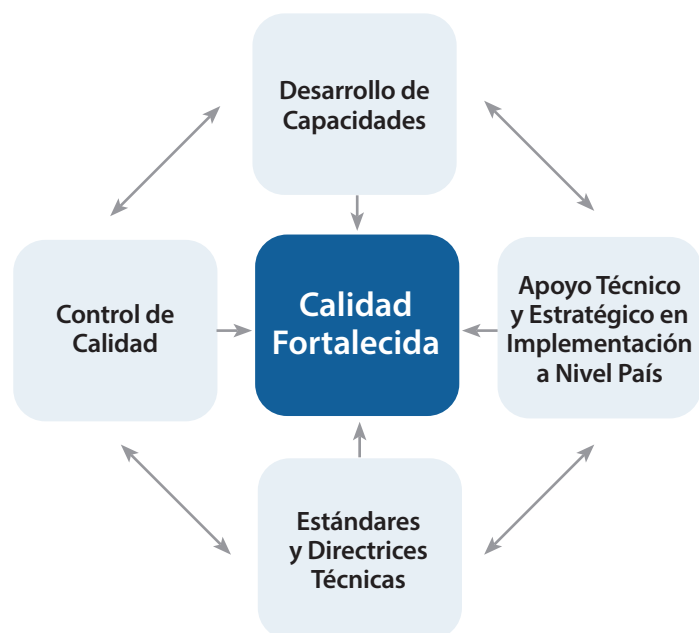 Desarrollo de
Capacidades
Control de
Calidad
Calidad
Fortalecida
Apoyo Técnico
y Estratégico en
Implementación
a Nivel País
Estándares
y Directrices
Técnicas